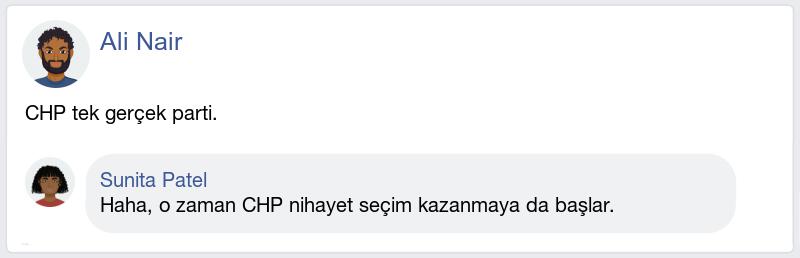 Ali Nair
CHP tek gerçek parti.
Sunita Patel
Haha, o zaman CHP nihayet seçim kazanmaya da başlar.